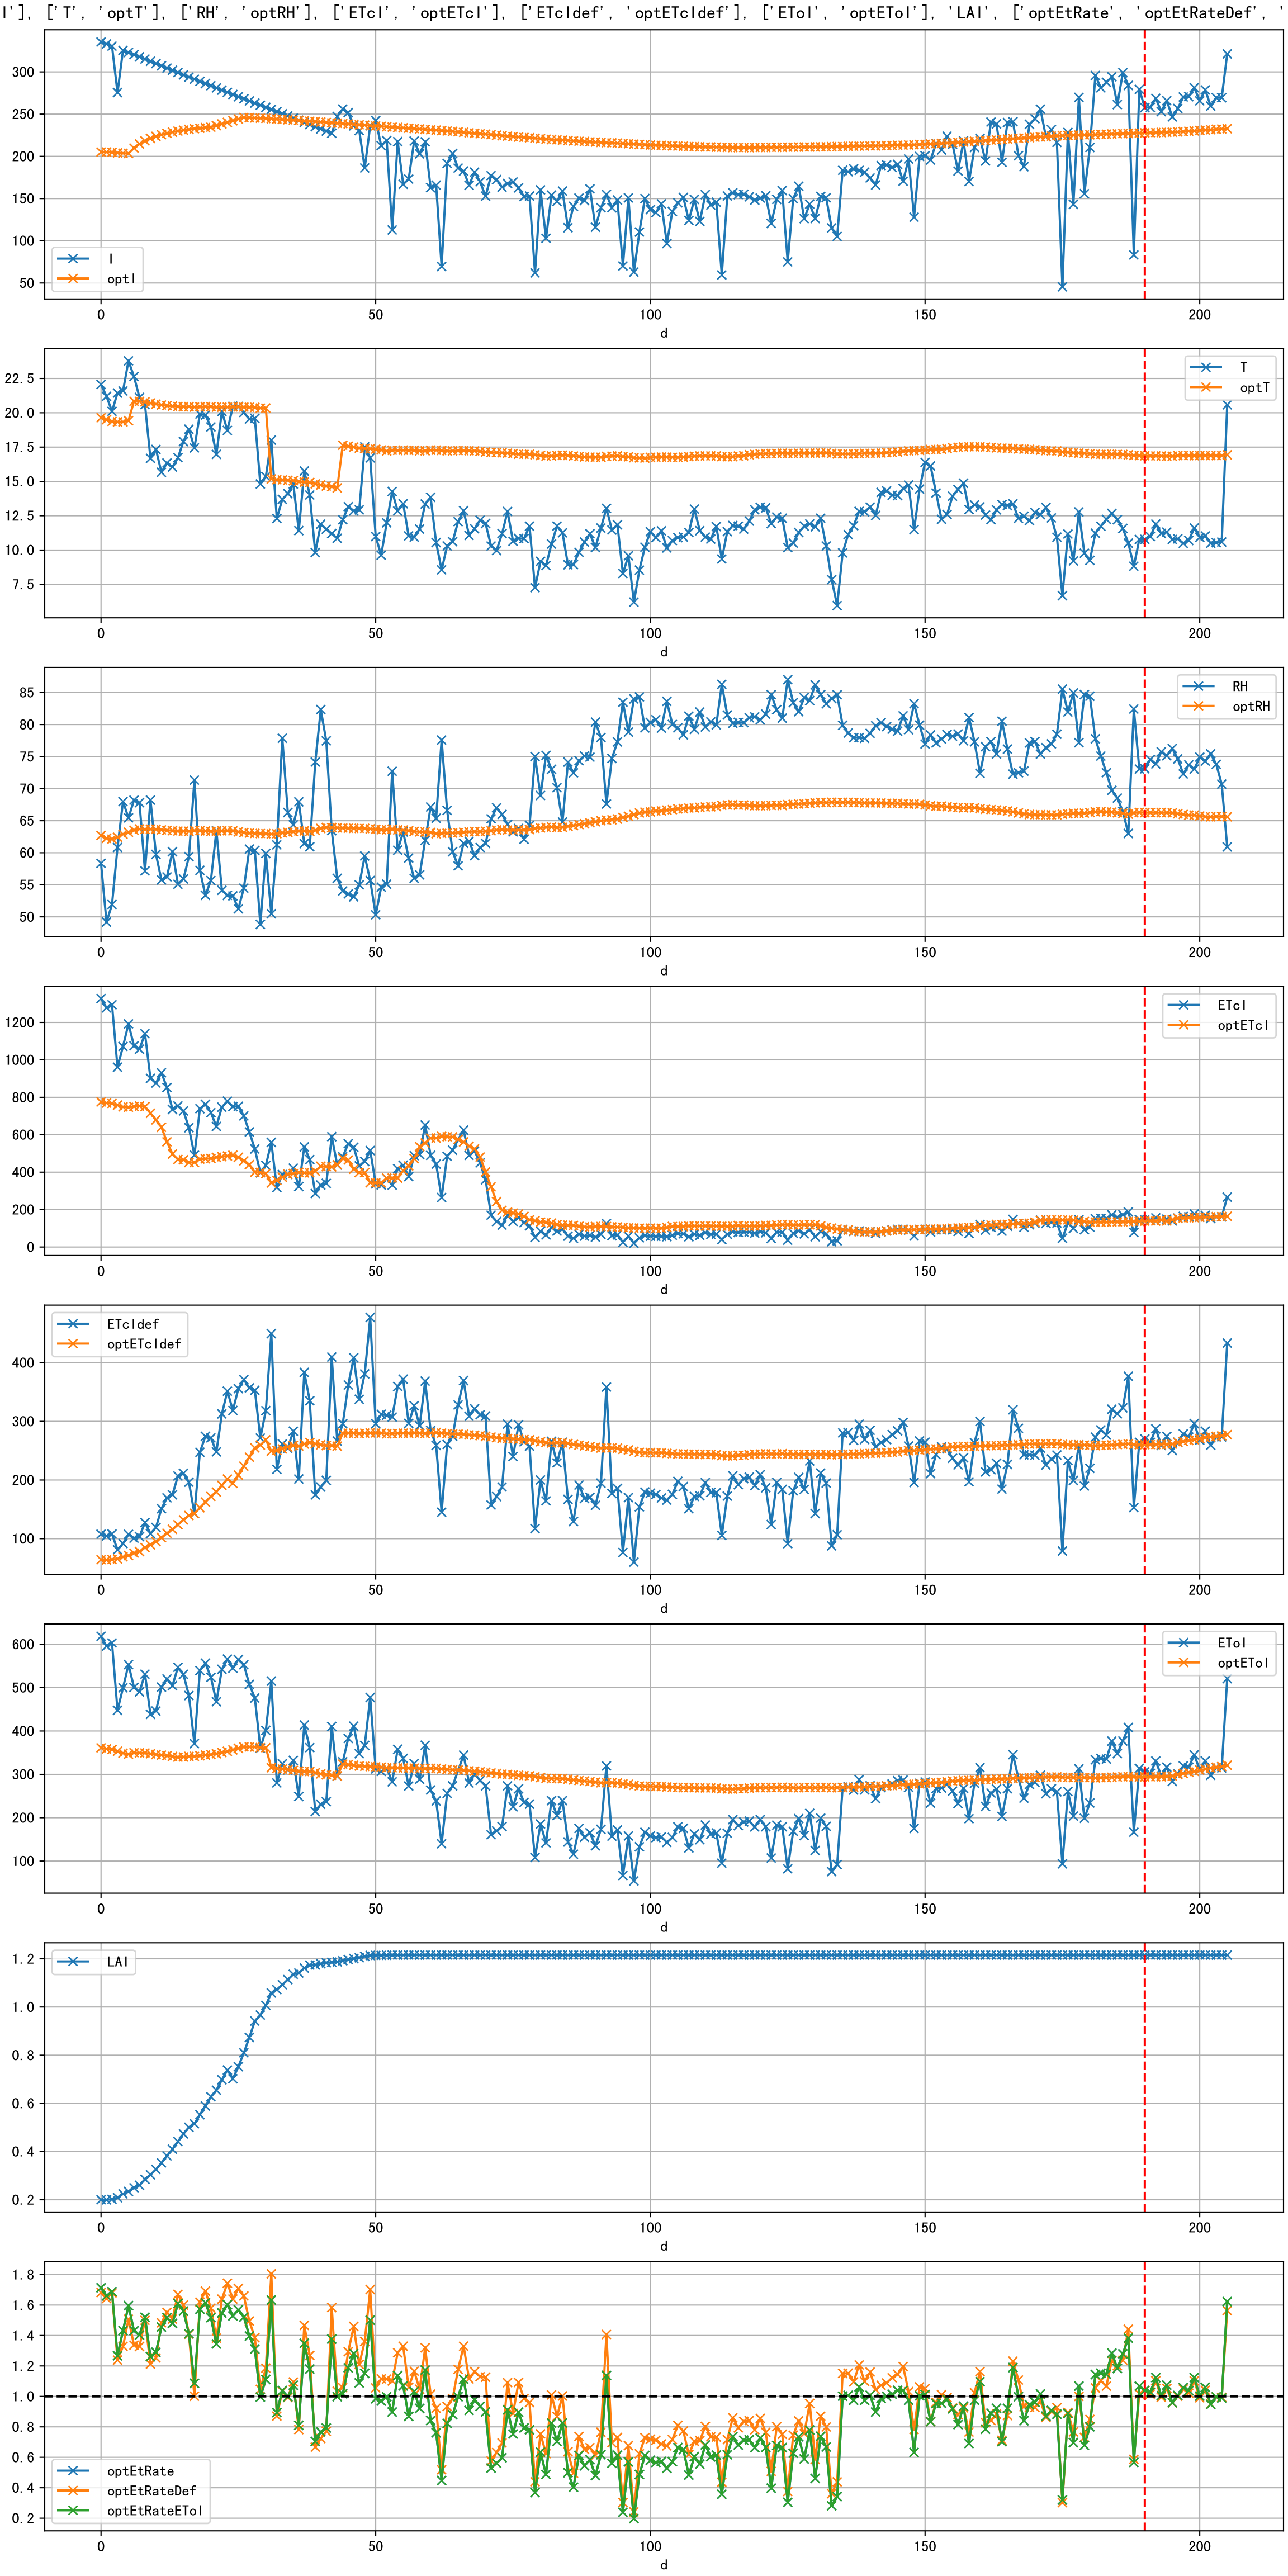 I'], ['T', 'optT'], ['RH', 'optRH'], ['ETcI', 'optETcI'], ['ETcIdef', 'optETcIdef'], ['EToI', 'optEToI'], 'LAI', ['optEtRate', 'optEtRateDef', '
300
250
200
150
100
50
I
optI
0 50 100 150 200
d
22.5
20.0
17.5
15.0
12.5
10.0
7.5
T
optT
0 50 100 150 200
d
85
80
75
70
65
60
55
50
RH
optRH
0 50 100 150 200
d
1200
1000
800
600
400
200
0
ETcI
optETcI
0 50 100 150 200
d
400
300
200
100
ETcIdef
optETcIdef
0 50 100 150 200
d
600
500
400
300
200
100
EToI
optEToI
0 50 100 150 200
d
1.2
1.0
0.8
0.6
0.4
0.2
LAI
0 50 100 150 200
d
1.8
1.6
1.4
1.2
1.0
0.8
0.6
0.4
0.2
optEtRate
optEtRateDef
optEtRateEToI
0 50 100 150 200
d